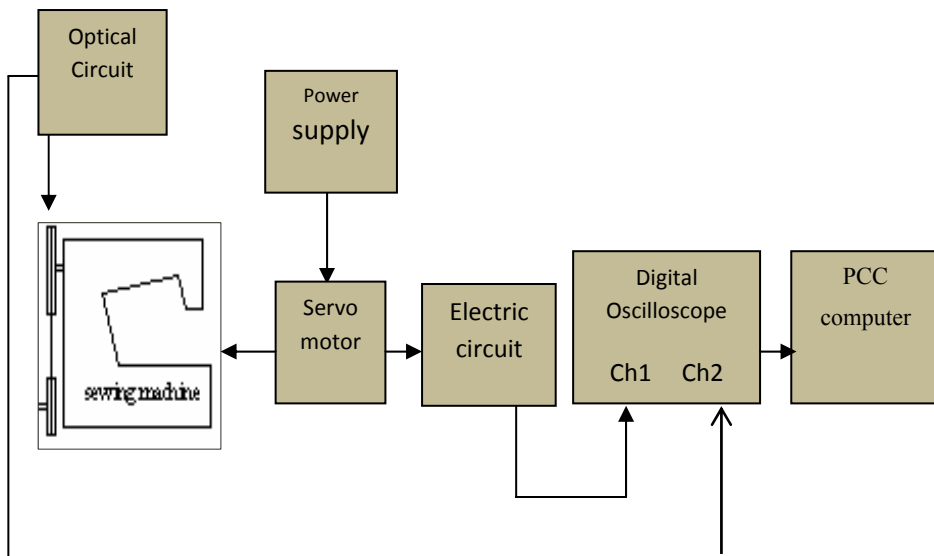 Optical
Circuit
Power
supply
Servo
motor
Electric
circuit
Digital
Oscilloscope
Ch1 Ch2
PCC
computer
sewing machine